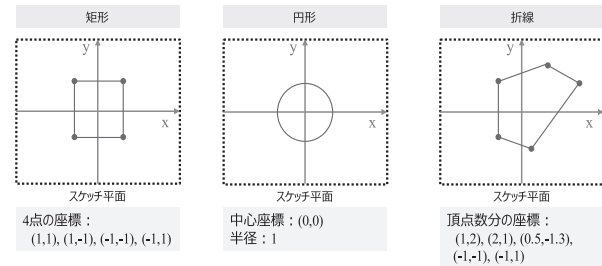 矩形
円形
折線
y
x
y
x
y
x
スケッチ平面
スケッチ平面
スケッチ平面
4点の座標：
(1,1), (1,-1), (-1,-1), (-1,1)
中心座標：(0,0)
半径：1
頂点数分の座標：
(1,2), (2,1), (0.5,-1.3),
(-1,-1), (-1,1)